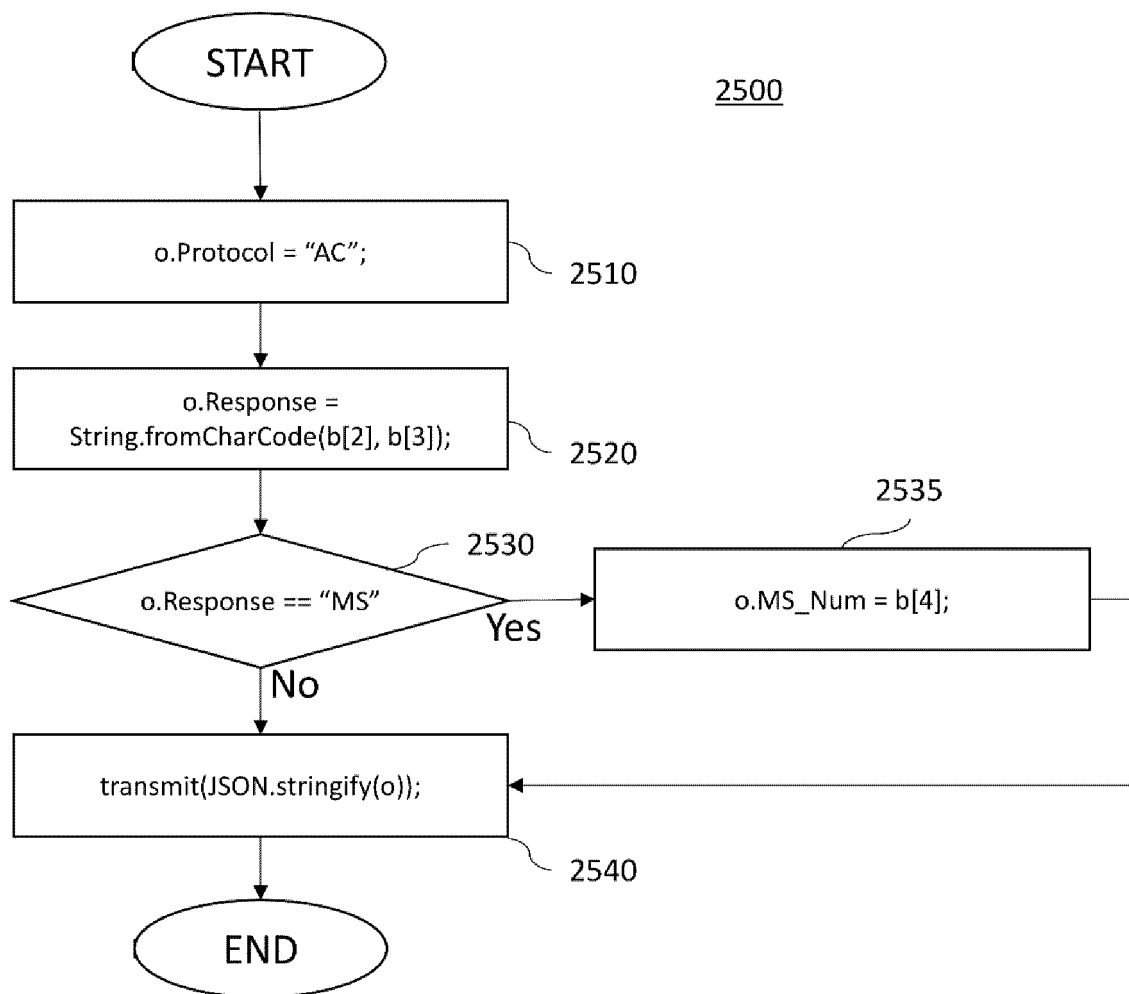 START
2500
o.Protocol = “AC”;
2510
o.Response =
String.fromCharCode(b[2], b[3]);
2520
2530
o.Response == “MS”
Yes
No
2535
o.MS_Num = b[4];
transmit(JSON.stringify(o));
2540
END